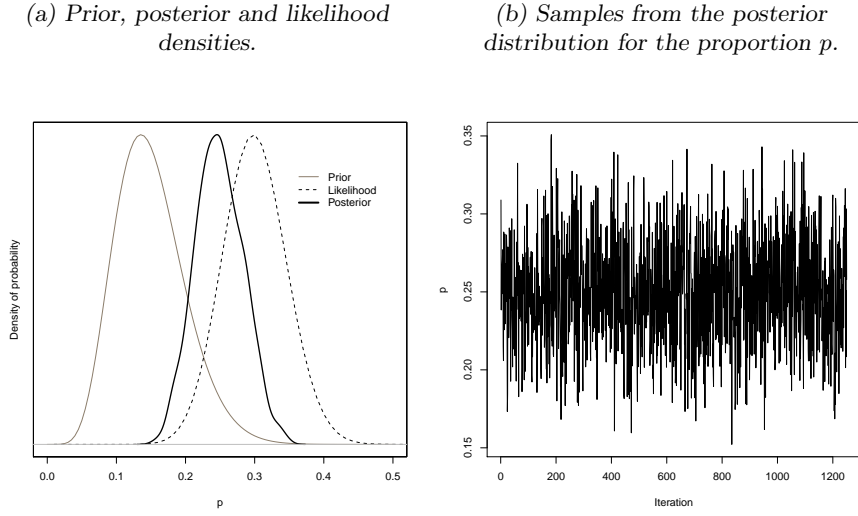 (a) Prior, posterior and likelihood
densities.
Density of probability
Prior
Likelihood
Posterior
0.0 0.1 0.2 0.3 0.4 0.5
p
(b) Samples from the posterior
distribution for the proportion p.
p
0.35
0.30
0.25
0.20
0.15
0 200 400 600 800 1000 1200
Iteration